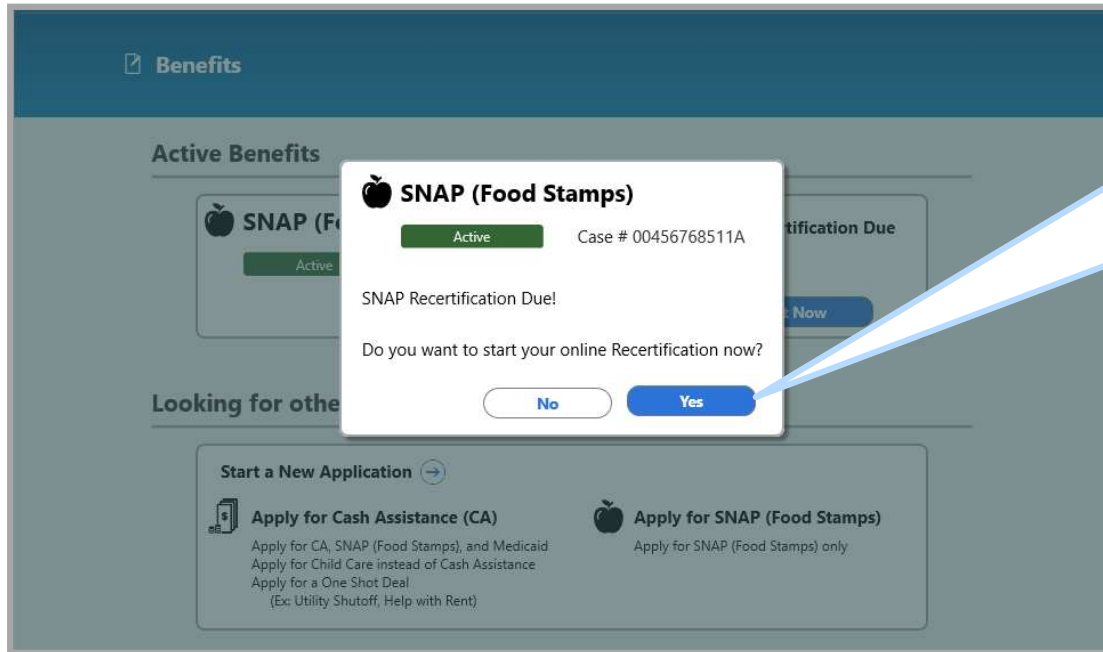 Benefits
Active Benefits
SNAP (Fo
Active
tification Due
t Now
SNAP (Food Stamps)
Active Case # 00456768511A
SNAP Recertification Due!
Do you want to start your online Recertification now?
No Yes
Looking for othe
Start a New Application
Apply for Cash Assistance (CA)
Apply for CA, SNAP (Food Stamps), and Medicaid
Apply for Child Care instead of Cash Assistance
Apply for a One Shot Deal
(Ex: Utility Shutoff, Help with Rent)
Apply for SNAP (Food Stamps)
Apply for SNAP (Food Stamps) only